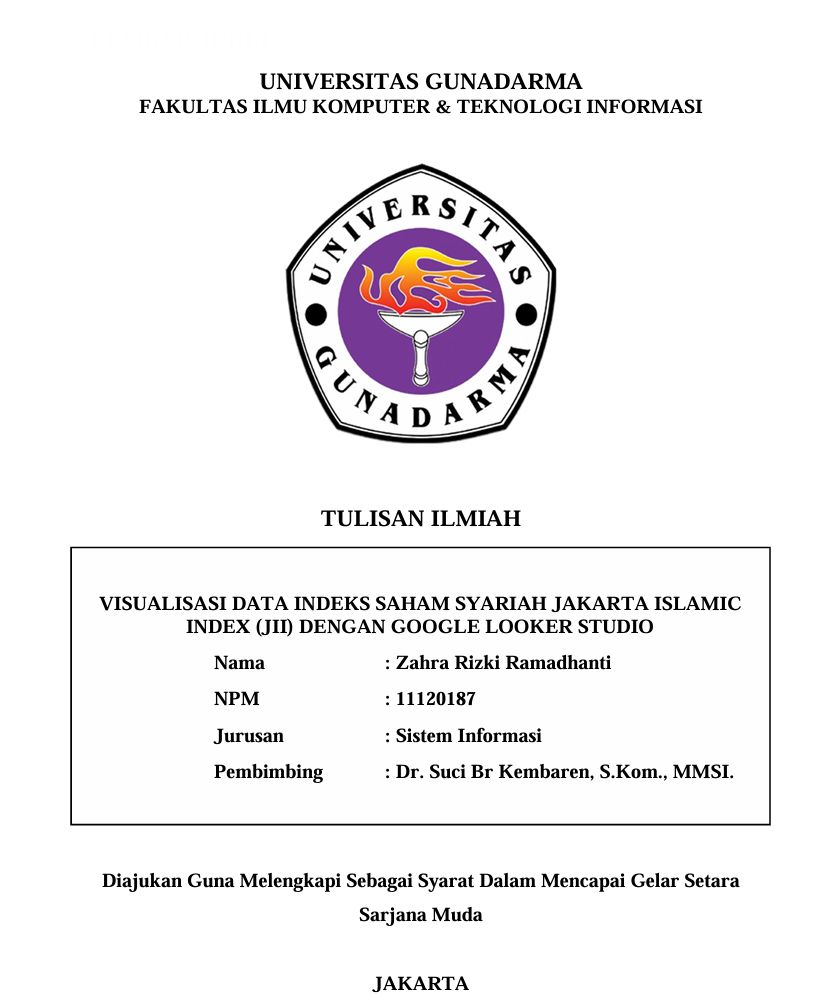 UNIVERSITAS GUNADARMA
FAKULTAS ILMU KOMPUTER & TEKNOLOGI INFORMASI
UNIVERSITAS
GUNADARMA
TULISAN ILMIAH
VISUALISASI DATA INDEKS SAHAM SYARIAH JAKARTA ISLAMIC
INDEX (JII) DENGAN GOOGLE LOOKER STUDIO
Nama : Zahra Rizki Ramadhanti
NPM : 11120187
Jurusan : Sistem Informasi
Pembimbing : Dr. Suci Br Kembaren, S.Kom., MMSI.
Diajukan Guna Melengkapi Sebagai Syarat Dalam Mencapai Gelar Setara
Sarjana Muda
JAKARTA